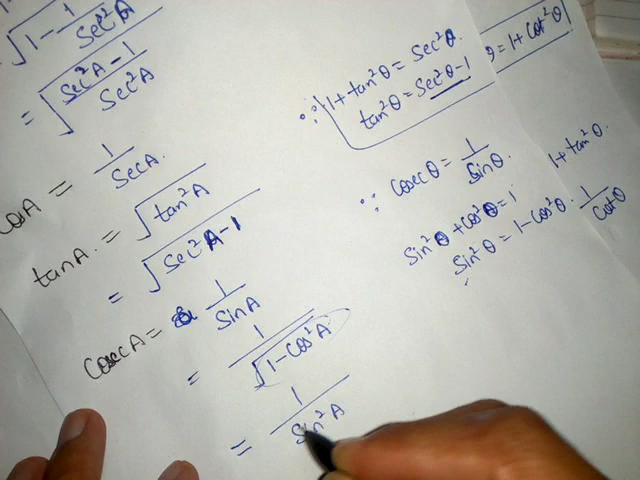 √1 - 1/Sec²A
= √Sec²A - 1/Sec²A
CosA = 1/SecA.
tanA. = √tan²A
= √Sec²A - 1
CosecA = 1/SinA
= 1/√1 - Cos²A
= 1/Sin²A
∵ 1 + tan²θ = Sec²θ.
tan²θ = Sec²θ - 1
θ = 1 + Cot²θ
∵ Cosecθ = 1/Sinθ.
1 + tan²θ.
Sin²θ + Cos²θ = 1
Sin²θ = 1 - Cos²θ.
1/Cotθ